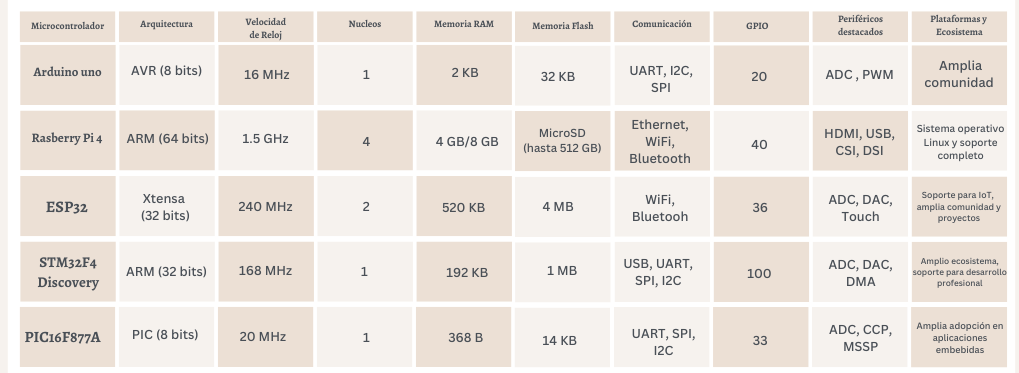 Microcontrolador
Arquitectura
Velocidad
de Reloj
Nucleos
Memoria RAM
Memoria Flash
Comunicación
GPIO
Periféricos
destacados
Plataformas y
Ecosistema
Arduino uno
AVR (8 bits)
16 MHz
1
2 KB
32 KB
UART, I2C,
SPI
20
ADC , PWM
Amplia
comunidad
Rasberry Pi 4
ARM (64 bits)
1.5 GHz
4
4 GB/8 GB
MicroSD
(hasta 512 GB)
Ethernet,
WiFi,
Bluetooth
40
HDMI, USB,
CSI, DSI
Sistema operativo
Linux y soporte
completo
ESP32
Xtensa
(32 bits)
240 MHz
2
520 KB
4 MB
WiFi,
Bluetooh
36
ADC, DAC,
Touch
Soporte para IoT,
amplia comunidad y
proyectos
STM32F4
Discovery
ARM (32 bits)
168 MHz
1
192 KB
1 MB
USB, UART,
SPI, I2C
100
ADC, DAC,
DMA
Amplio ecosistema,
soporte para desarrollo
profesional
PIC16F877A
PIC (8 bits)
20 MHz
1
368 B
14 KB
UART, SPI,
I2C
33
ADC, CCP,
MSSP
Amplia adopción en
aplicaciones
embebidas